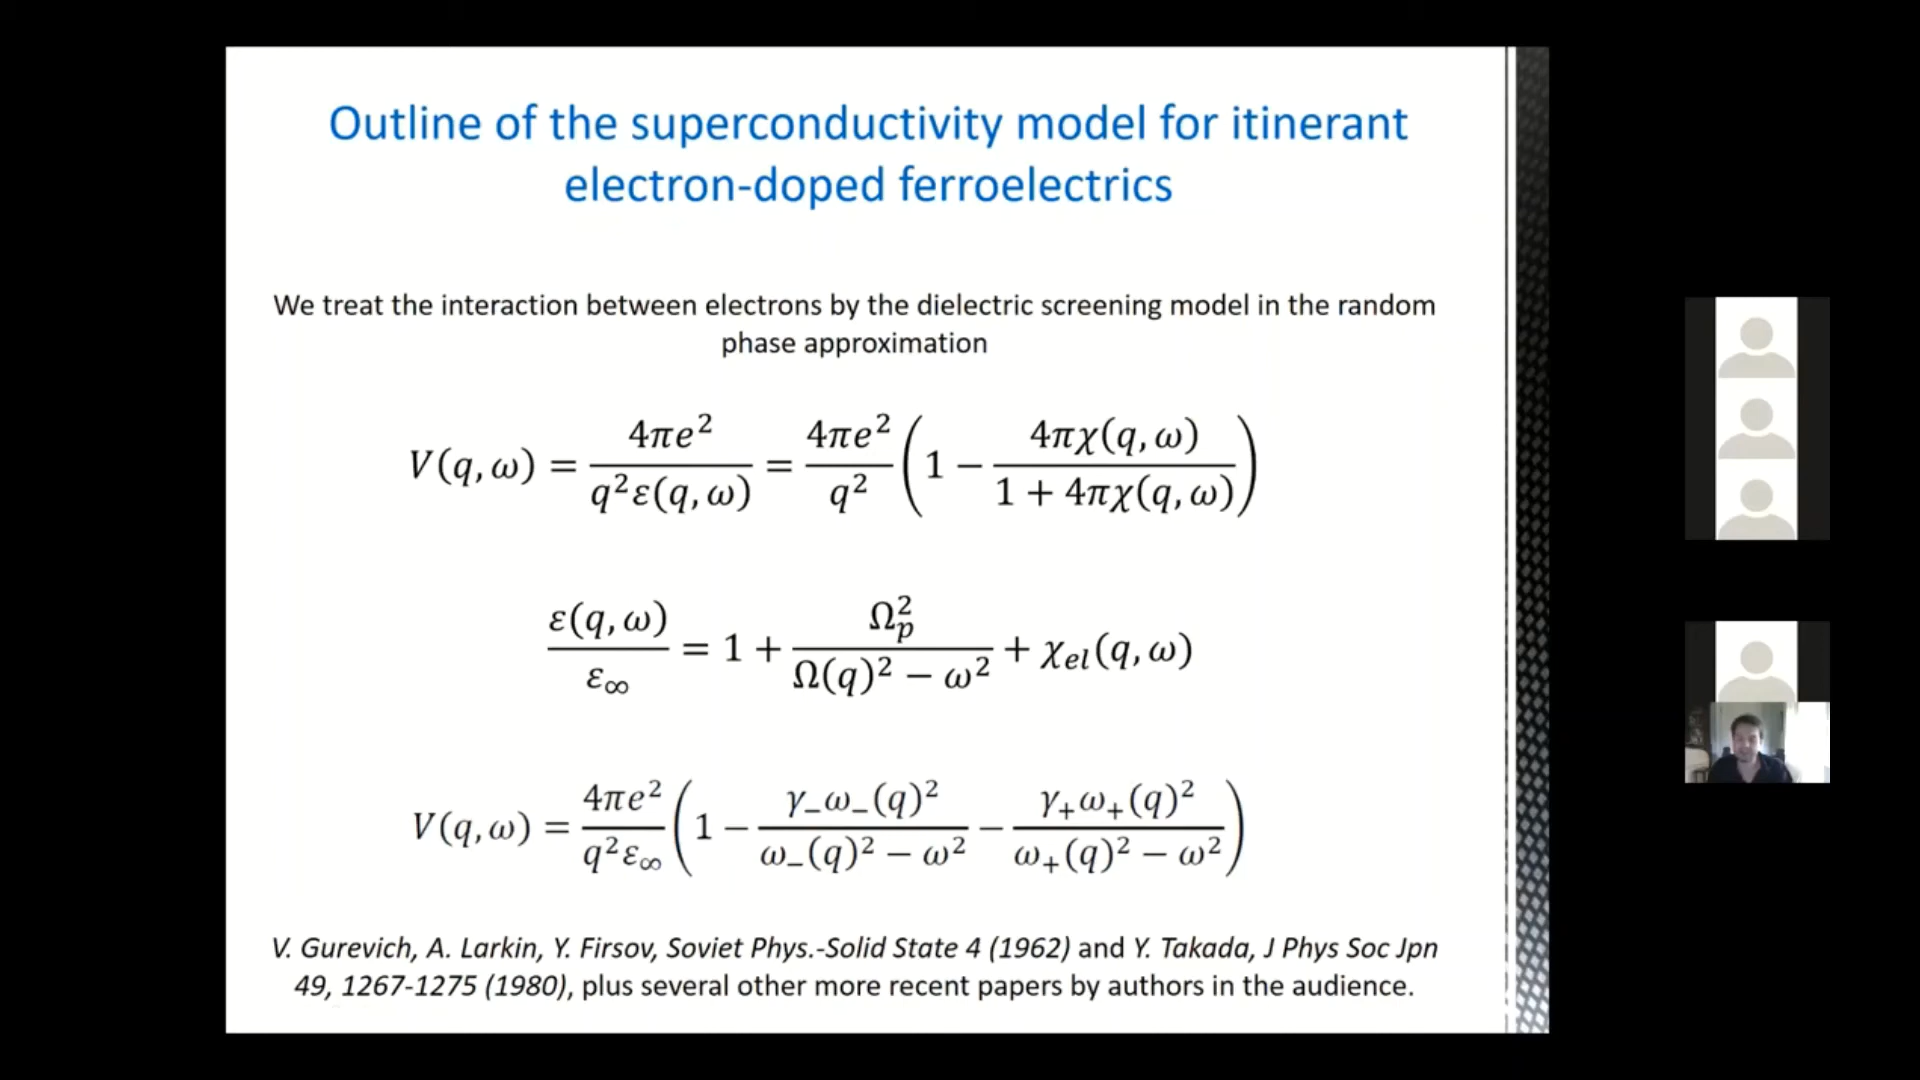 Outline of the superconductivity model for itinerant
electron-doped ferroelectrics
We treat the interaction between electrons by the dielectric screening model in the random
phase approximation
V(q, ω) = 4πe² / q²ε(q, ω) = 4πe² / q² (1 − 4πχ(q, ω) / 1 + 4πχ(q, ω))
ε(q, ω) / ε∞ = 1 + Ωp² / Ω(q)² − ω² + χel(q, ω)
V(q, ω) = 4πe² / q²ε∞ (1 − γ₋ω₋(q)² / ω₋(q)² − ω² − γ₊ω₊(q)² / ω₊(q)² − ω²)
V. Gurevich, A. Larkin, Y. Firsov, Soviet Phys.-Solid State 4 (1962) and Y. Takada, J Phys Soc Jpn
49, 1267-1275 (1980), plus several other more recent papers by authors in the audience.